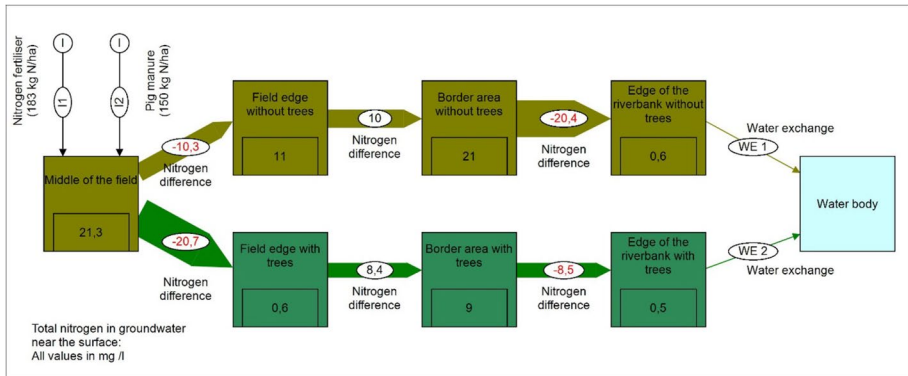 Nitrogen fertiliser
(183 kg N/ha)
I
I1
I
I2
Pig manure
(150 kg N/ha)
Middle of the field
21,3
-10,3
Nitrogen
difference
Field edge
without trees
11
10
Nitrogen
difference
Border area
without trees
21
-20,4
Nitrogen
difference
Edge of the
riverbank without
trees
0,6
Water exchange
WE 1
-20,7
Nitrogen
difference
Field edge with
trees
0,6
8,4
Nitrogen
difference
Border area with
trees
9
-8,5
Nitrogen
difference
Edge of the
riverbank with
trees
0,5
WE 2
Water exchange
Water body
Total nitrogen in groundwater
near the surface:
All values in mg /l